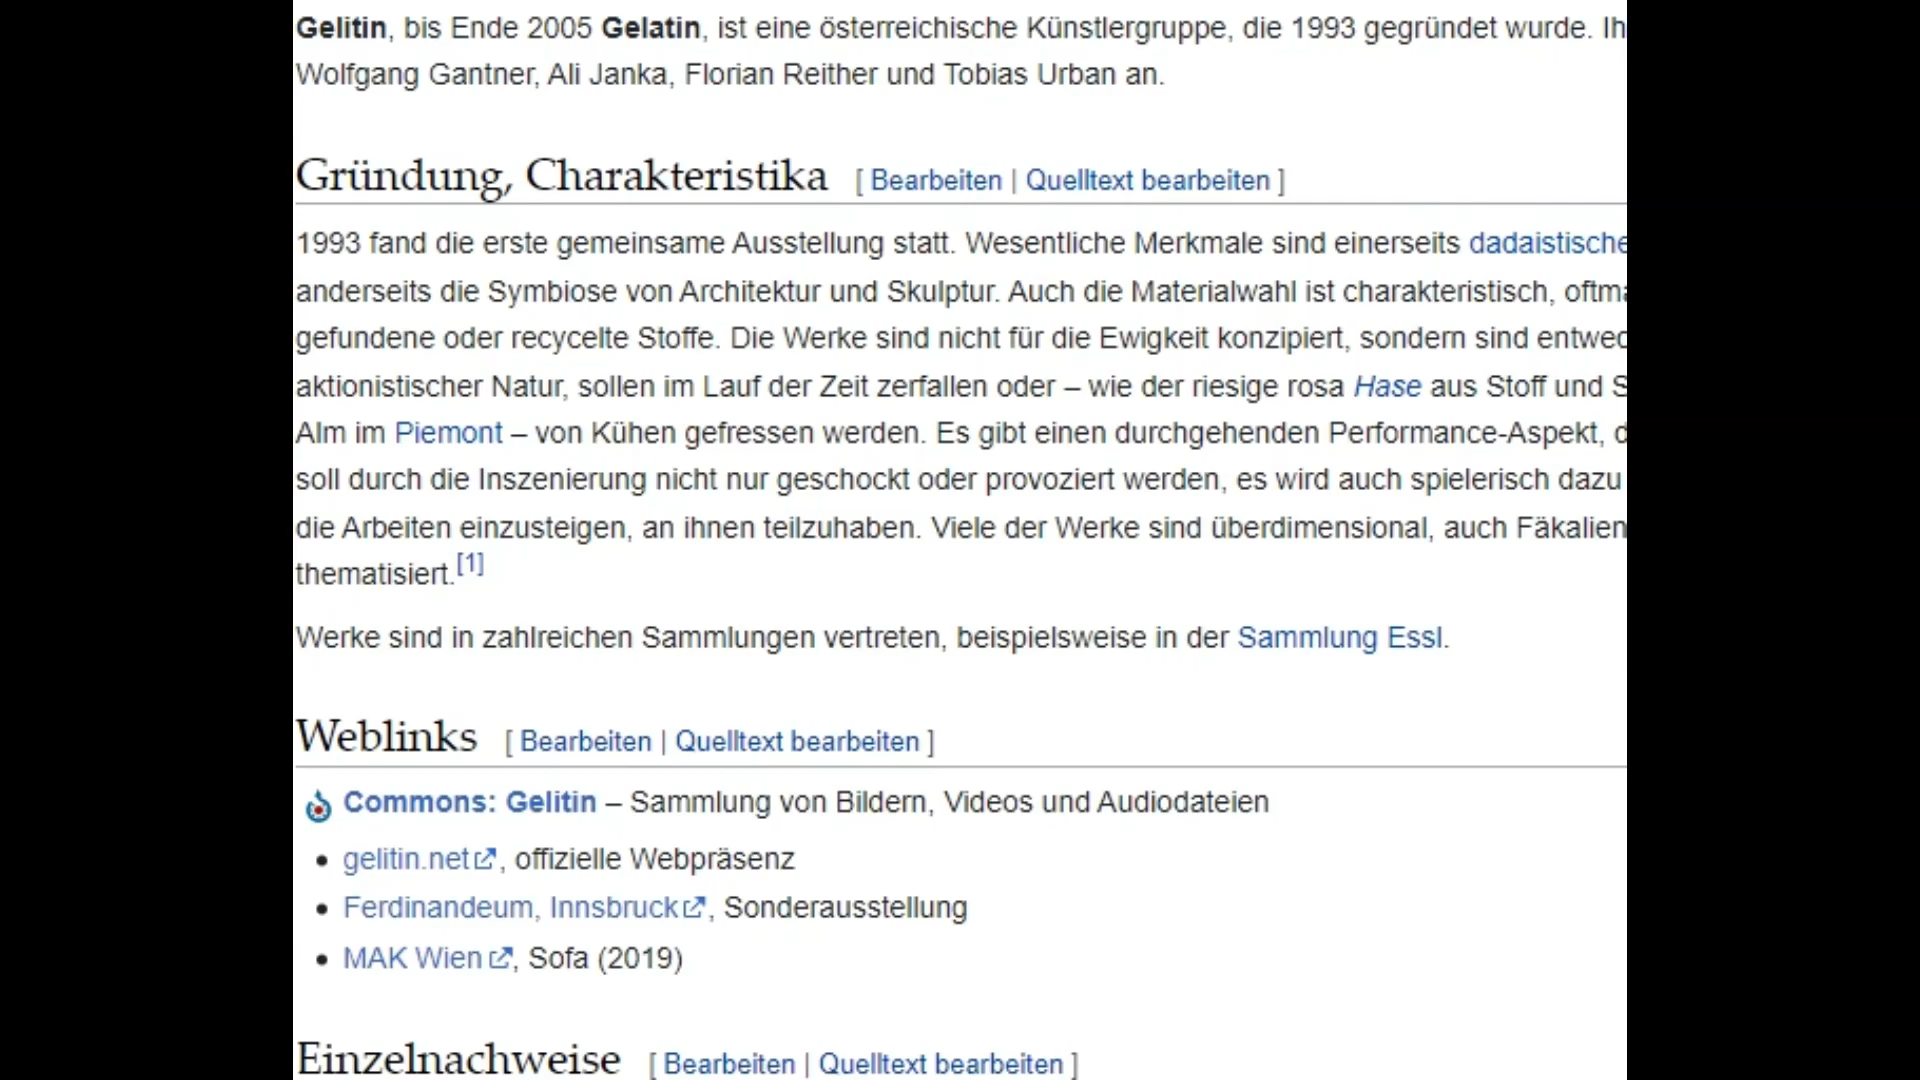 Gelitin, bis Ende 2005 Gelatin, ist eine österreichische Künstlergruppe, die 1993 gegründet wurde. Ih
Wolfgang Gantner, Ali Janka, Florian Reither und Tobias Urban an.
Gründung, Charakteristika [ Bearbeiten | Quelltext bearbeiten ]
1993 fand die erste gemeinsame Ausstellung statt. Wesentliche Merkmale sind einerseits dadaistische
anderseits die Symbiose von Architektur und Skulptur. Auch die Materialwahl ist charakteristisch, oftma
gefundene oder recycelte Stoffe. Die Werke sind nicht für die Ewigkeit konzipiert, sondern sind entwed
aktionistischer Natur, sollen im Lauf der Zeit zerfallen oder – wie der riesige rosa Hase aus Stoff und S
Alm im Piemont – von Kühen gefressen werden. Es gibt einen durchgehenden Performance-Aspekt, d
soll durch die Inszenierung nicht nur geschockt oder provoziert werden, es wird auch spielerisch dazu
die Arbeiten einzusteigen, an ihnen teilzuhaben. Viele der Werke sind überdimensional, auch Fäkalien
thematisiert.[1]
Werke sind in zahlreichen Sammlungen vertreten, beispielsweise in der Sammlung Essl.
Weblinks [ Bearbeiten | Quelltext bearbeiten ]
Commons: Gelitin – Sammlung von Bildern, Videos und Audiodateien
• gelitin.net, offizielle Webpräsenz
• Ferdinandeum, Innsbruck, Sonderausstellung
• MAK Wien, Sofa (2019)
Einzelnachweise [ Bearbeiten | Quelltext bearbeiten ]